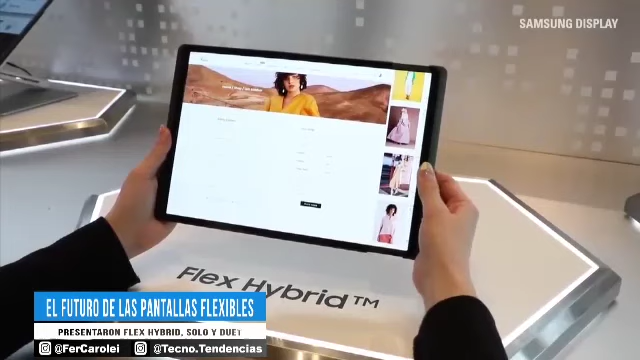 SAMSUNG DISPLAY
Flex Hybrid™
EL FUTURO DE LAS PANTALLAS FLEXIBLES
PRESENTARON FLEX HYBRID, SOLO Y DUET
@FerCarolei @Tecno.Tendencias